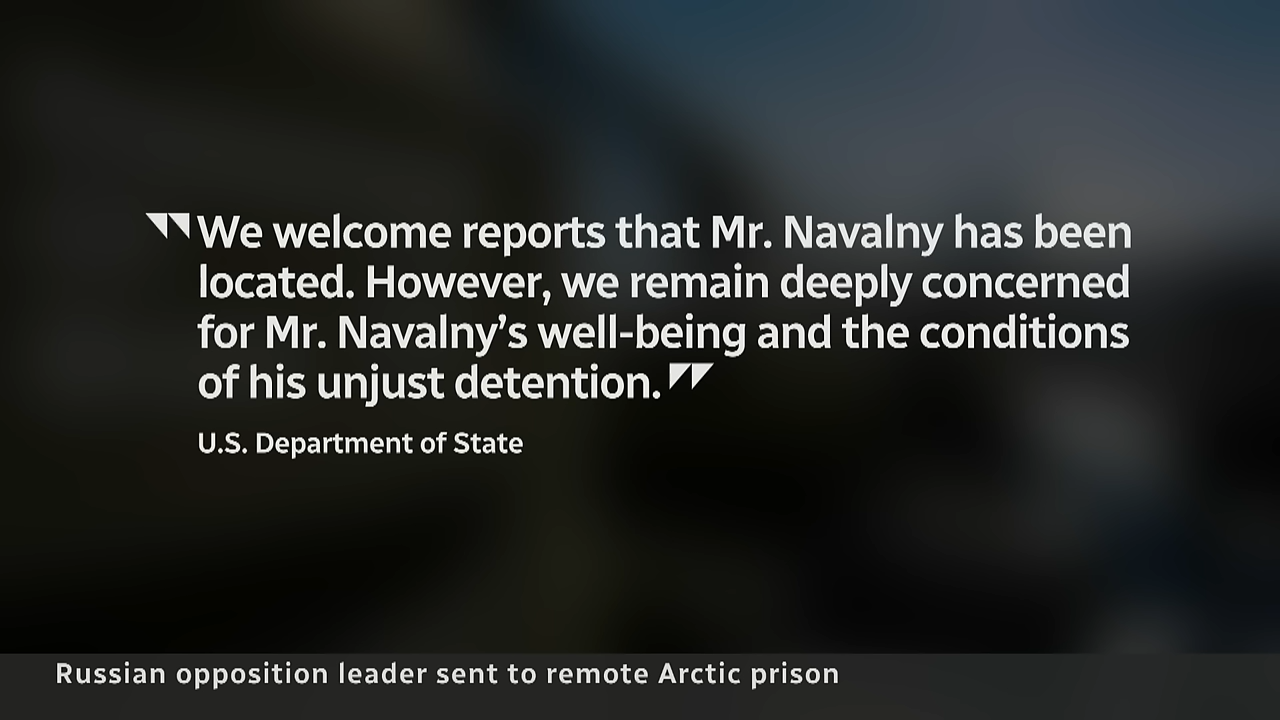 "We welcome reports that Mr. Navalny has been
located. However, we remain deeply concerned
for Mr. Navalny’s well-being and the conditions
of his unjust detention."
U.S. Department of State
Russian opposition leader sent to remote Arctic prison